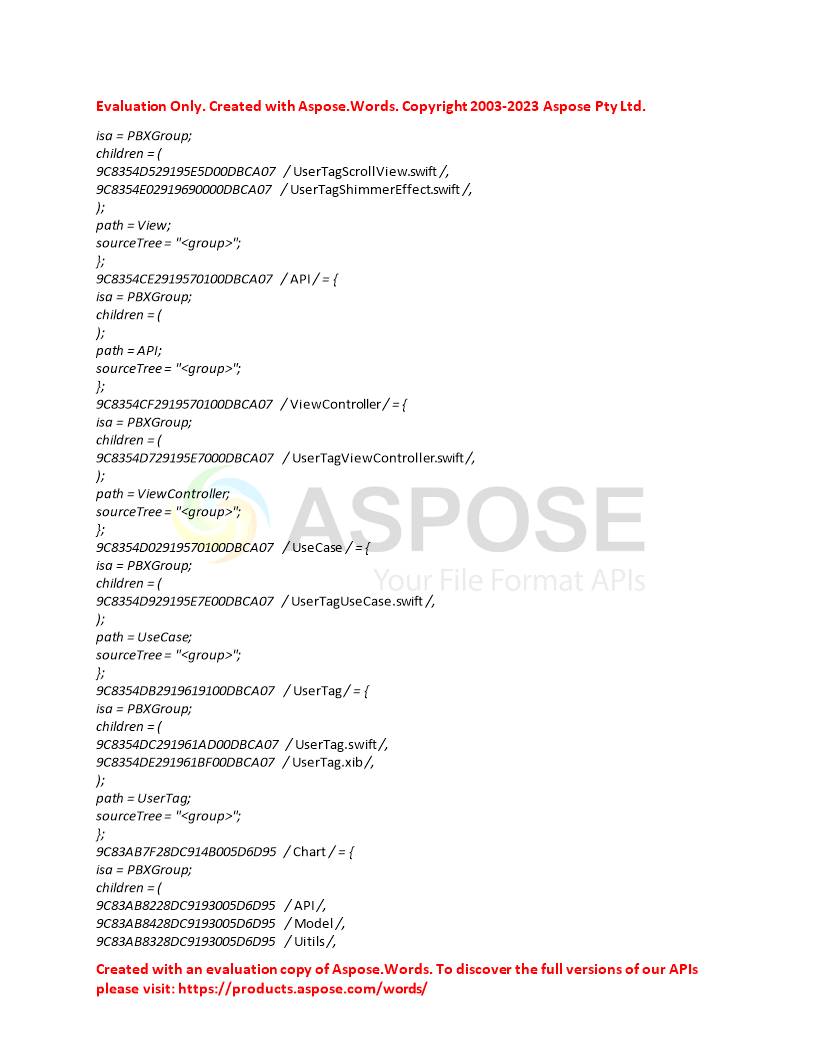 Evaluation Only. Created with Aspose.Words. Copyright 2003-2023 Aspose Pty Ltd.
isa = PBXGroup;
children = (
9C8354D529195E5D00DBCA07 / UserTagScrollView.swift /,
9C8354E02919690000DBCA07 / UserTagShimmerEffect.swift /,
);
path = View;
sourceTree = "<group>";
};
9C8354CE2919570100DBCA07 / API / = {
isa = PBXGroup;
children = (
);
path = API;
sourceTree = "<group>";
};
9C8354CF2919570100DBCA07 / ViewController / = {
isa = PBXGroup;
children = (
9C8354D729195E7000DBCA07 / UserTagViewController.swift /,
);
path = ViewController;
sourceTree = "<group>";
};
9C8354D02919570100DBCA07 / UseCase / = {
isa = PBXGroup;
children = (
9C8354D929195E7E00DBCA07 / UserTagUseCase.swift /,
);
path = UseCase;
sourceTree = "<group>";
};
9C8354DB2919619100DBCA07 / UserTag / = {
isa = PBXGroup;
children = (
9C8354DC291961AD00DBCA07 / UserTag.swift /,
9C8354DE291961BF00DBCA07 / UserTag.xib /,
);
path = UserTag;
sourceTree = "<group>";
};
9C83AB7F28DC914B005D6D95 / Chart / = {
isa = PBXGroup;
children = (
9C83AB8228DC9193005D6D95 / API /,
9C83AB8428DC9193005D6D95 / Model /,
9C83AB8328DC9193005D6D95 / Uitils /,
ASPOSE
Your File Format APIs
Created with an evaluation copy of Aspose.Words. To discover the full versions of our APIs
please visit: https://products.aspose.com/words/